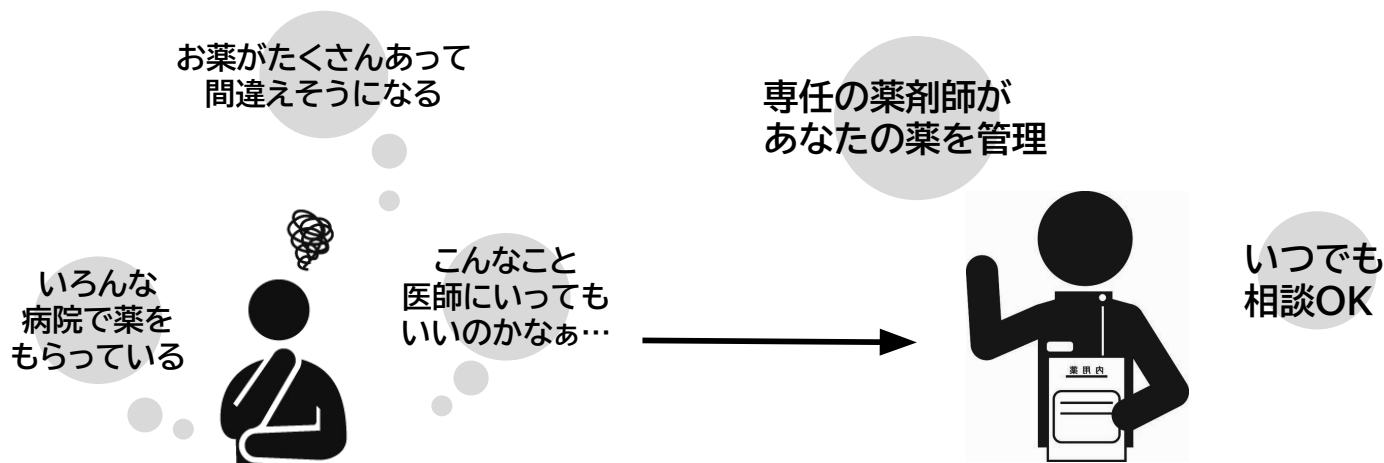 お薬がたくさんあって
間違えそうになる
いろんな
病院で薬を
もらっている
こんなこと
医師にいっても
いいのかなぁ…
専任の薬剤師が
あなたの薬を管理
いつでも
相談OK
薬用内